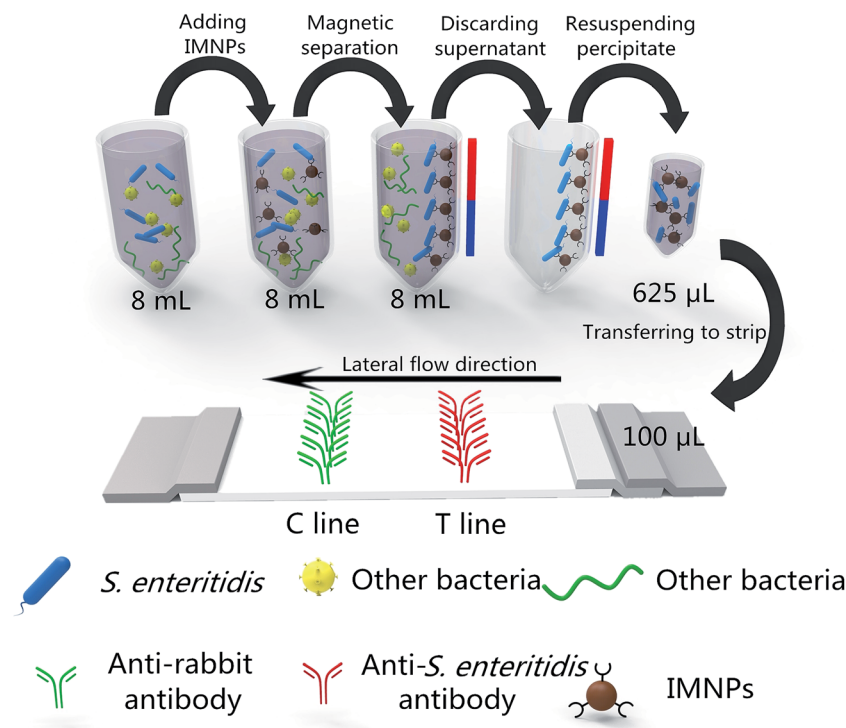 Adding
IMNPs
Magnetic
separation
Discarding
supernatant
Resuspending
percipitate
8 mL
8 mL
8 mL
625 μL
Transferring to strip
Lateral flow direction
100 μL
C line
T line
S. enteritidis
Other bacteria
Other bacteria
Anti-rabbit
antibody
Anti-S. enteritidis
antibody
IMNPs